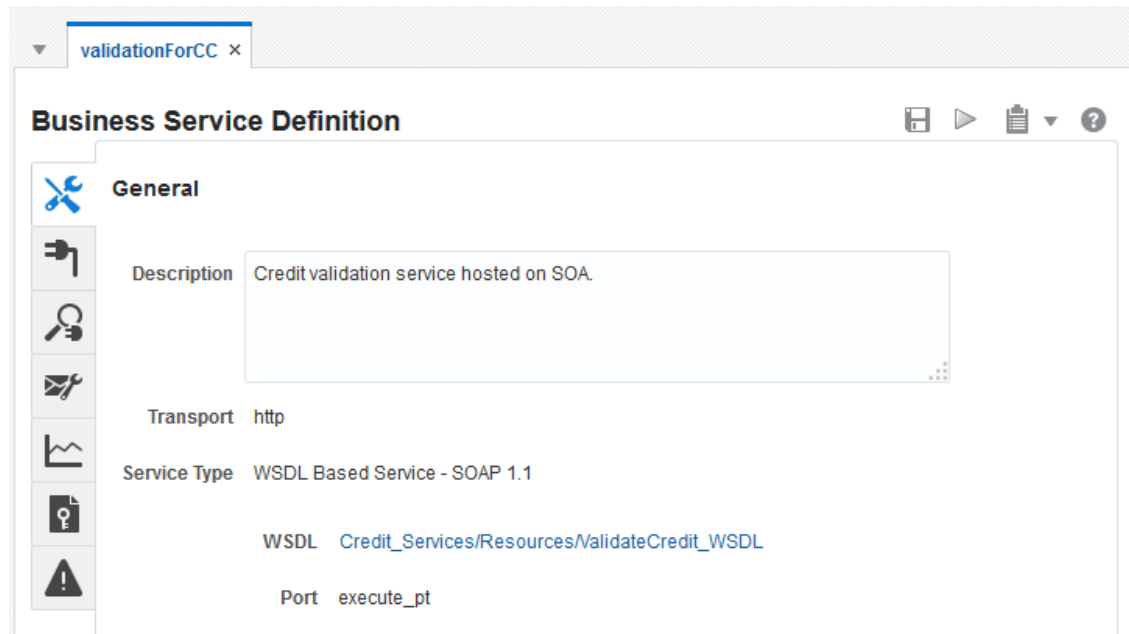 validationForCC ×
Business Service Definition
General
Description Credit validation service hosted on SOA.
Transport http
Service Type WSDL Based Service - SOAP 1.1
WSDL Credit_Services/Resources/ValidateCredit_WSDL
Port execute_pt